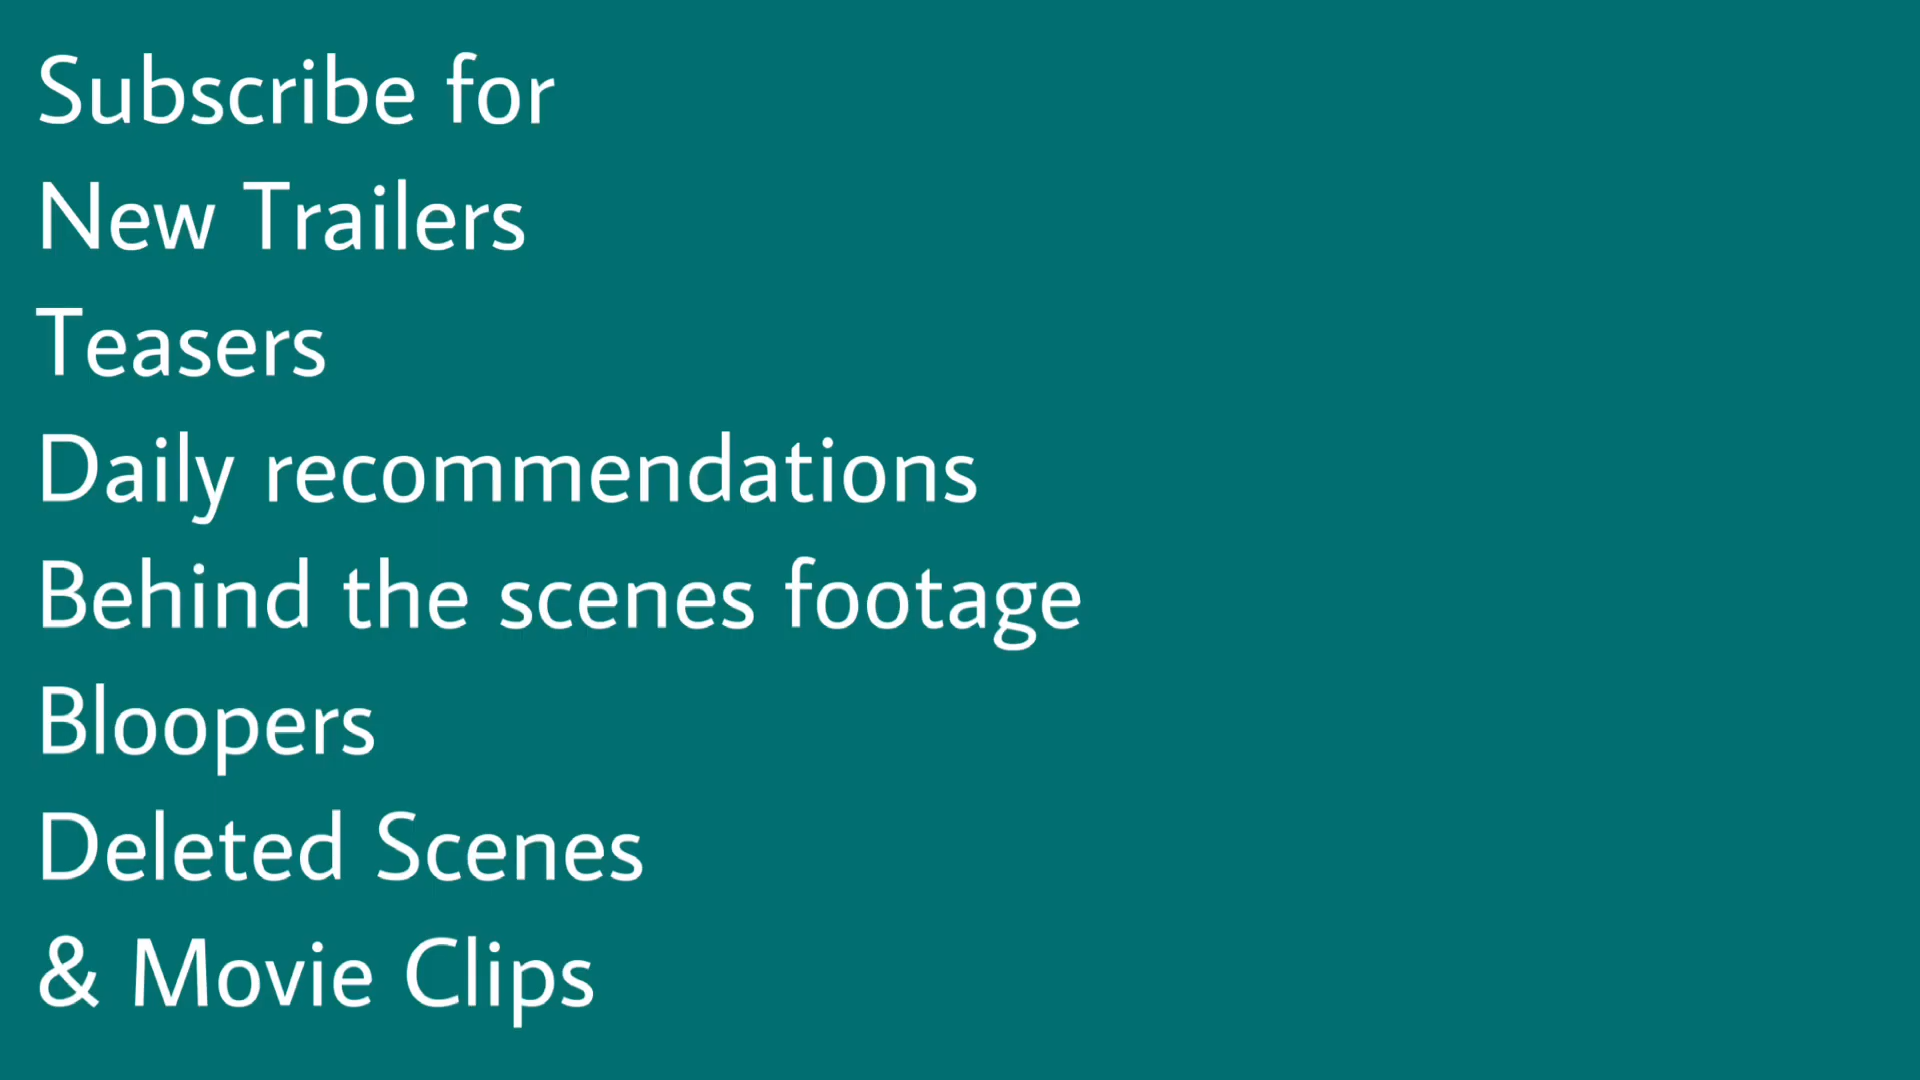 Subscribe for
New Trailers
Teasers
Daily recommendations
Behind the scenes footage
Bloopers
Deleted Scenes
& Movie Clips